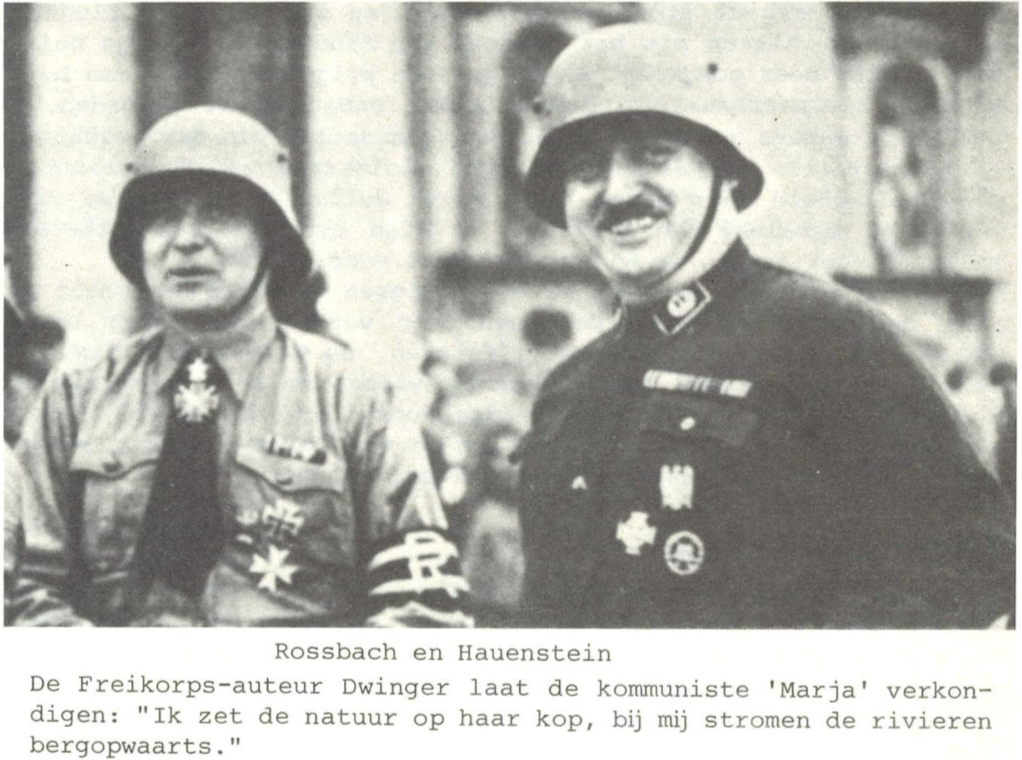 R
Rossbach en Hauenstein
De Freikorps-auteur Dwinger laat de kommuniste 'Marja' verkon-
digen: "Ik zet de natuur op haar kop, bij mij stromen de rivieren
bergopwaarts."